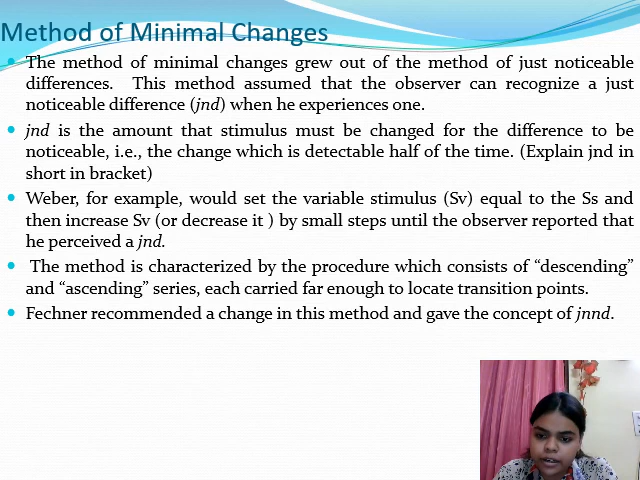 Method of Minimal Changes
The method of minimal changes grew out of the method of just noticeable
differences. This method assumed that the observer can recognize a just
noticeable difference (jnd) when he experiences one.
jnd is the amount that stimulus must be changed for the difference to be
noticeable, i.e., the change which is detectable half of the time. (Explain jnd in
short in bracket)
Weber, for example, would set the variable stimulus (Sv) equal to the Ss and
then increase Sv (or decrease it ) by small steps until the observer reported that
he perceived a jnd.
The method is characterized by the procedure which consists of “descending”
and “ascending” series, each carried far enough to locate transition points.
Fechner recommended a change in this method and gave the concept of jnnd.